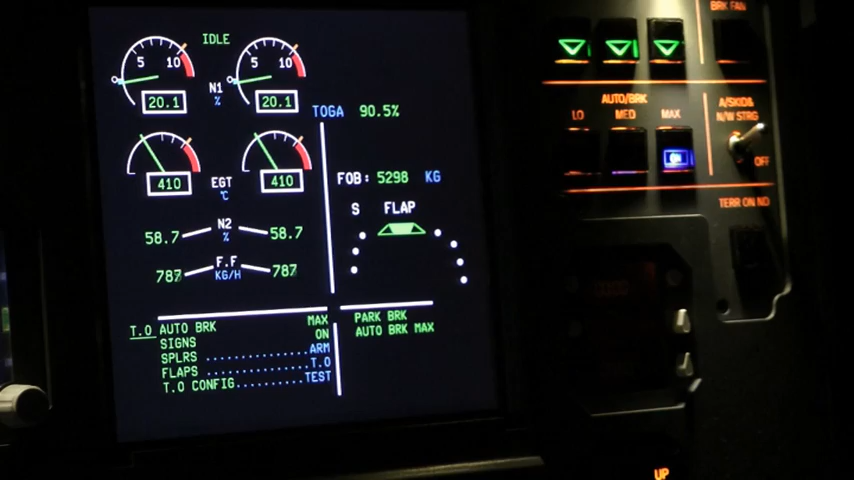 IDLE
5 10
5 10
N1
%
20.1
20.1
TOGA 90.5%
410
EGT
°C
410
FOB: 5298 KG
S FLAP
58.7
N2
%
58.7
787
F.F
KG/H
787
T.O AUTO BRK MAX
SIGNS ON
SPLRS ..............ARM
FLAPS ..............T.O
T.O CONFIG..........TEST
PARK BRK
AUTO BRK MAX
BRK FAN
AUTO/BRK
LO MED MAX
ON
A/SKID&
N/W STRG
OFF
TERR ON ND
UP